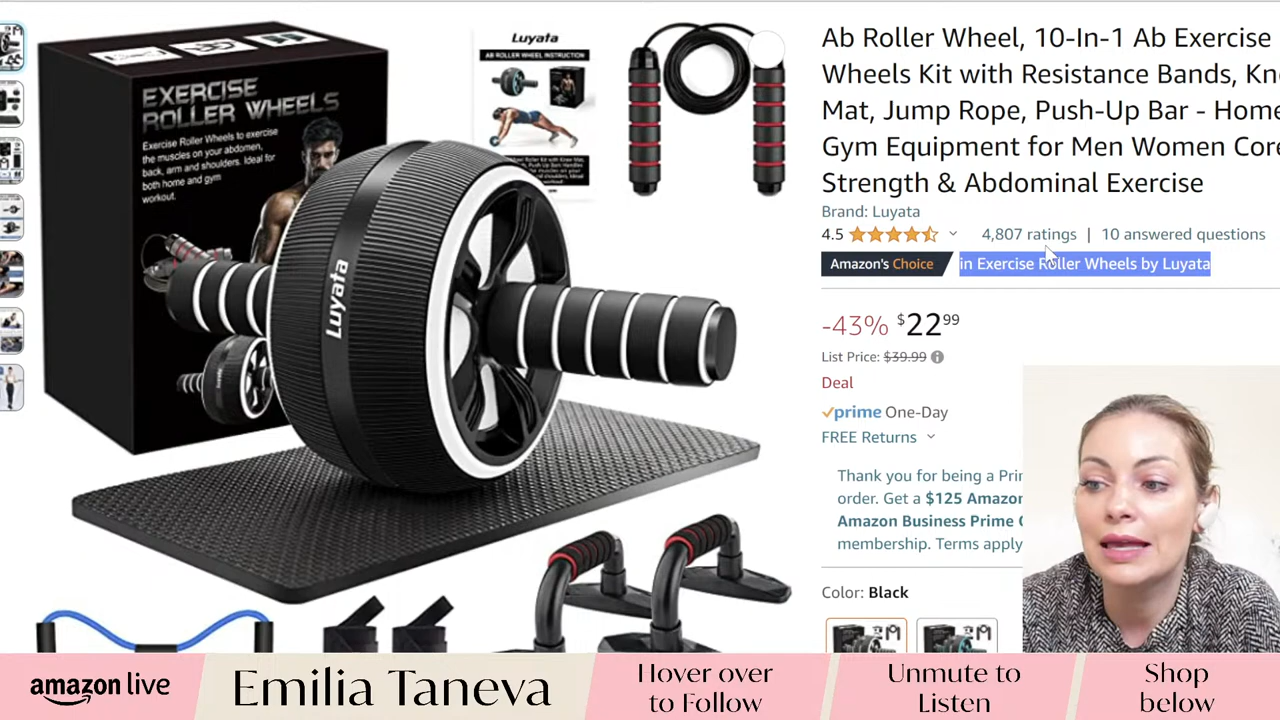 EXERCISE
ROLLER WHEELS
Exercise Roller Wheels to exercise
the muscles on your abdomen,
back, arm and shoulders. Ideal for
both home and gym
workout.
Luyata
AB ROLLER WHEEL INSTRUCTION
Luyata
Ab Roller Wheel, 10-In-1 Ab Exercise
Wheels Kit with Resistance Bands, Kn
Mat, Jump Rope, Push-Up Bar - Home
Gym Equipment for Men Women Core
Strength & Abdominal Exercise
Brand: Luyata
4.5 4,807 ratings | 10 answered questions
Amazon's Choice in Exercise Roller Wheels by Luyata
-43% $22 99
List Price: $39.99
Deal
prime One-Day
FREE Returns
Thank you for being a Pri
order. Get a $125 Amazon
Amazon Business Prime
membership. Terms apply
Color: Black
amazon live
Emilia Taneva
Hover over
to Follow
Unmute to
Listen
Shop
below